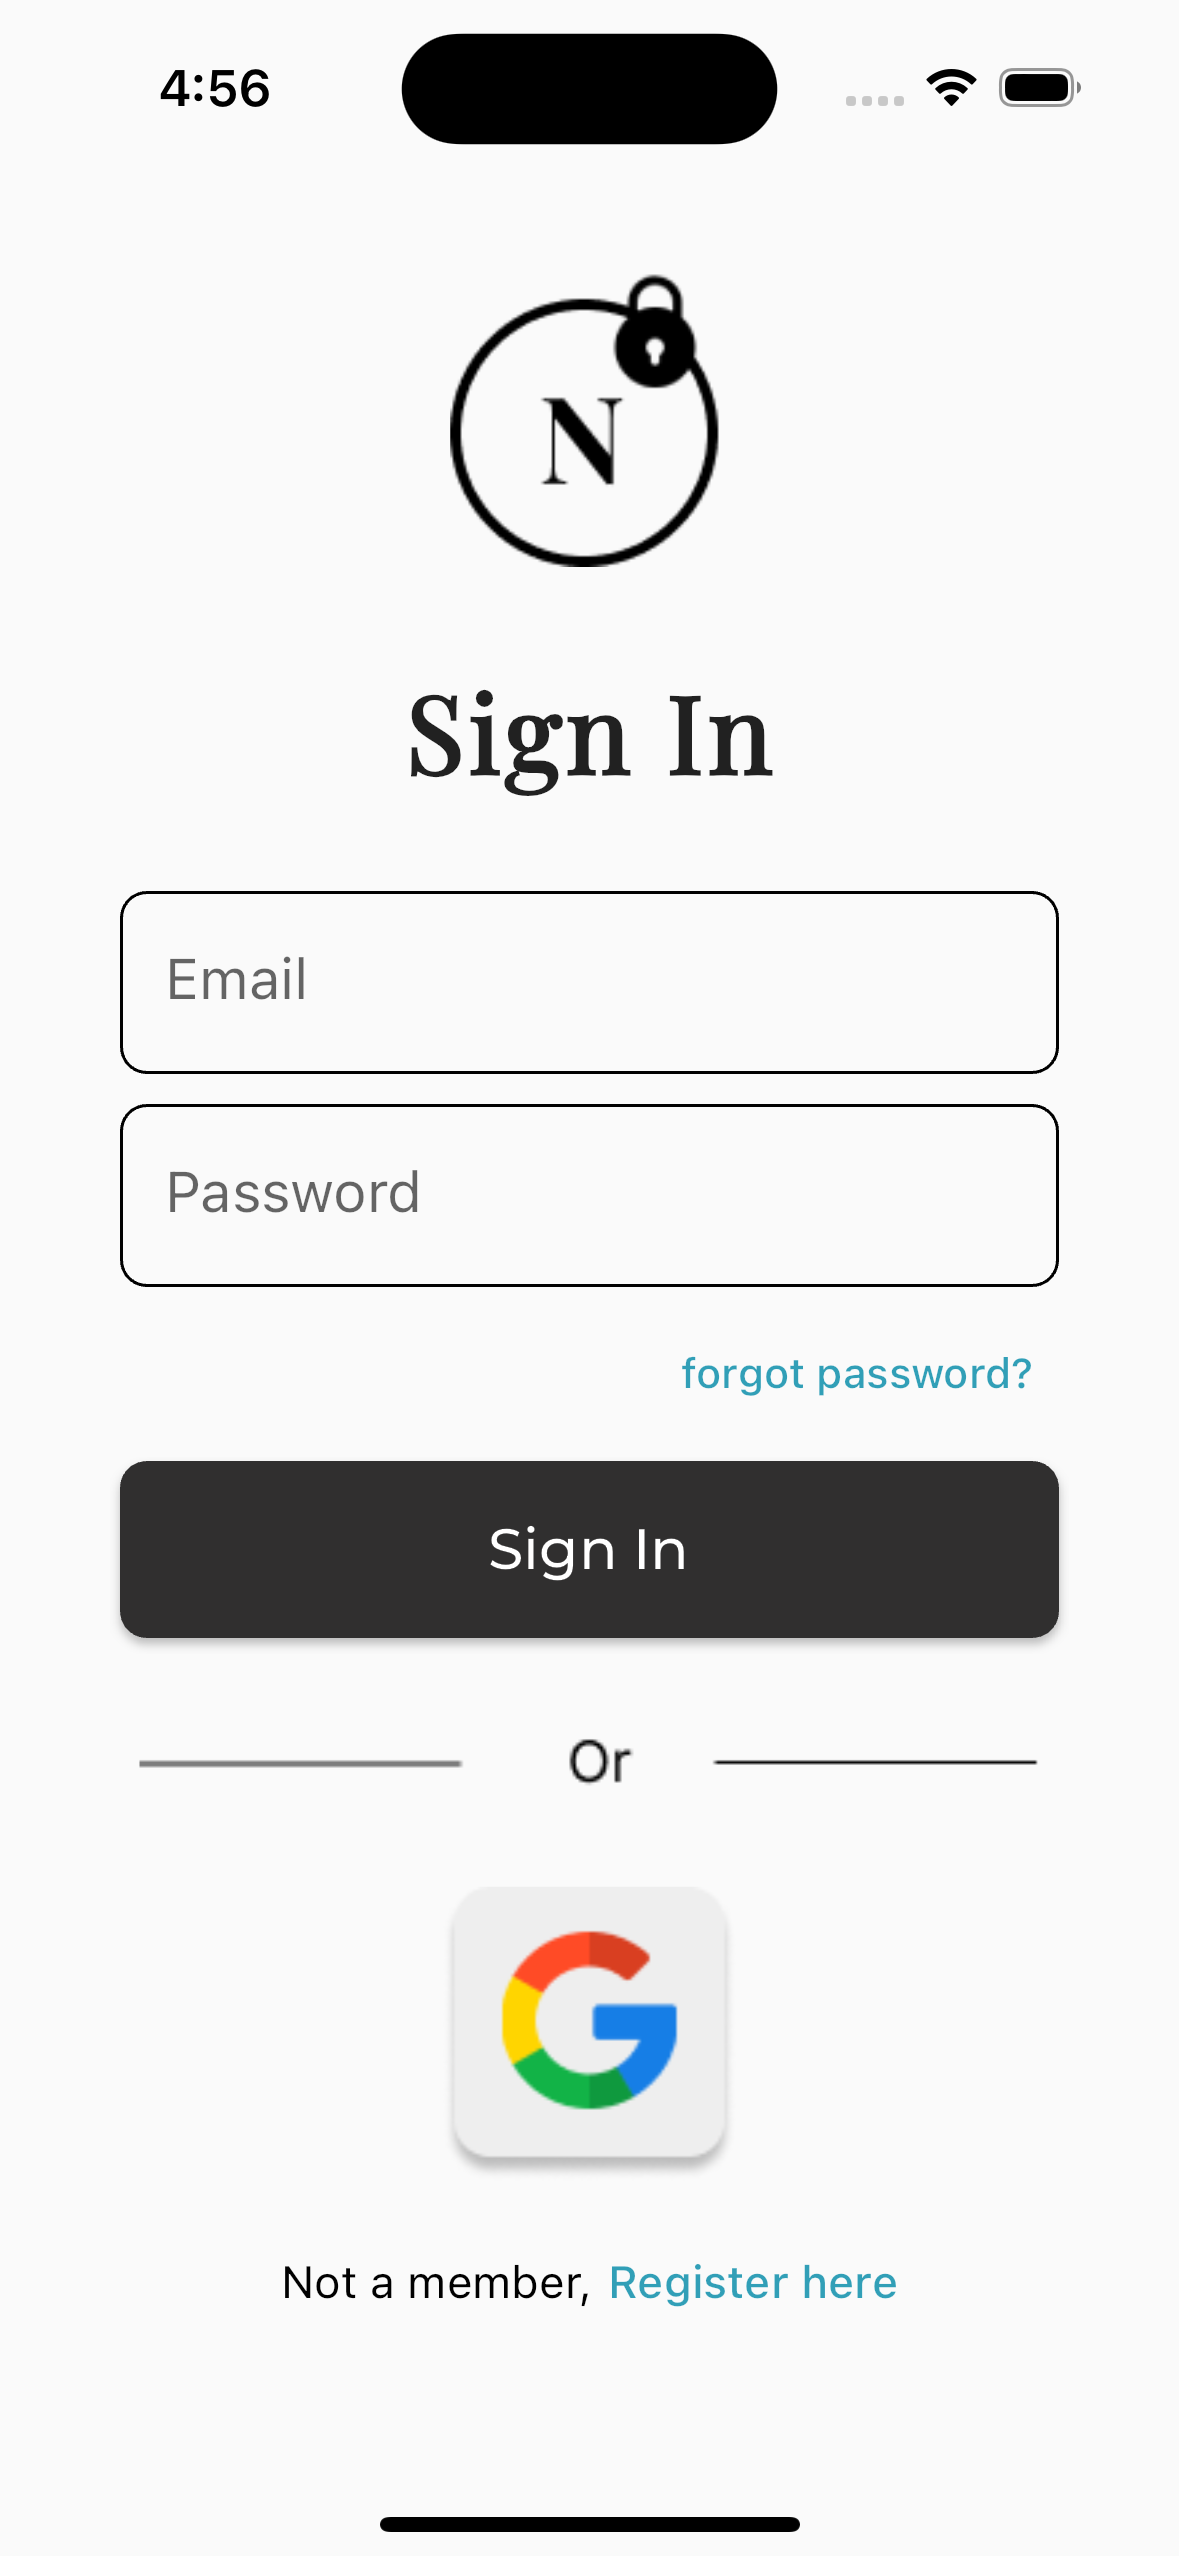 4:56
N
Sign In
Email
Password
forgot password?
Sign In
Or
Not a member, Register here